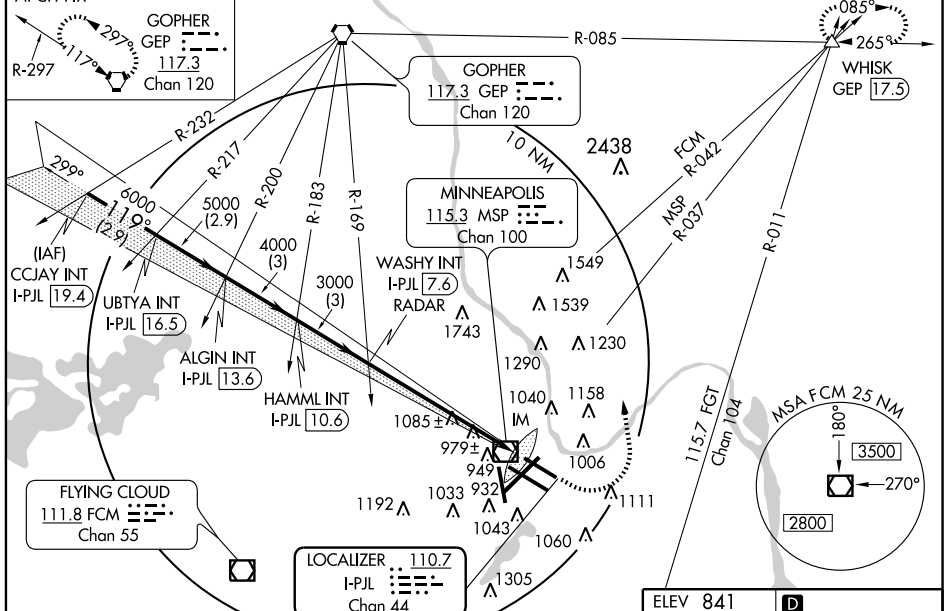 GOPHER
GEP
117.3
Chan 120
297°
117°
R-297
085°
265°
WHISK
GEP 17.5
R-085
GOPHER
117.3 GEP
Chan 120
R-232
R-217
R-200
R-183
R-169
10 NM
2438
FCM
R-042
MSP
R-037
R-011
299°
6000
119°
(2.9)
5000
(2.9)
4000
(3)
3000
(3)
MINNEAPOLIS
115.3 MSP
Chan 100
(IAF)
CCJAY INT
I-PJL 19.4
UBTYA INT
I-PJL 16.5
ALGIN INT
I-PJL 13.6
HAMML INT
I-PJL 10.6
WASHY INT
I-PJL 7.6
RADAR
1743
1549
1539
1230
1290
1040
1158
IM
1085±
979±
949
932
1006
1111
1192
1033
1043
1060
1305
115.7 FGT
Chan 104
MSA FCM 25 NM
180°
3500
270°
2800
FLYING CLOUD
111.8 FCM
Chan 55
LOCALIZER 110.7
I-PJL
Chan 44
ELEV 841
D